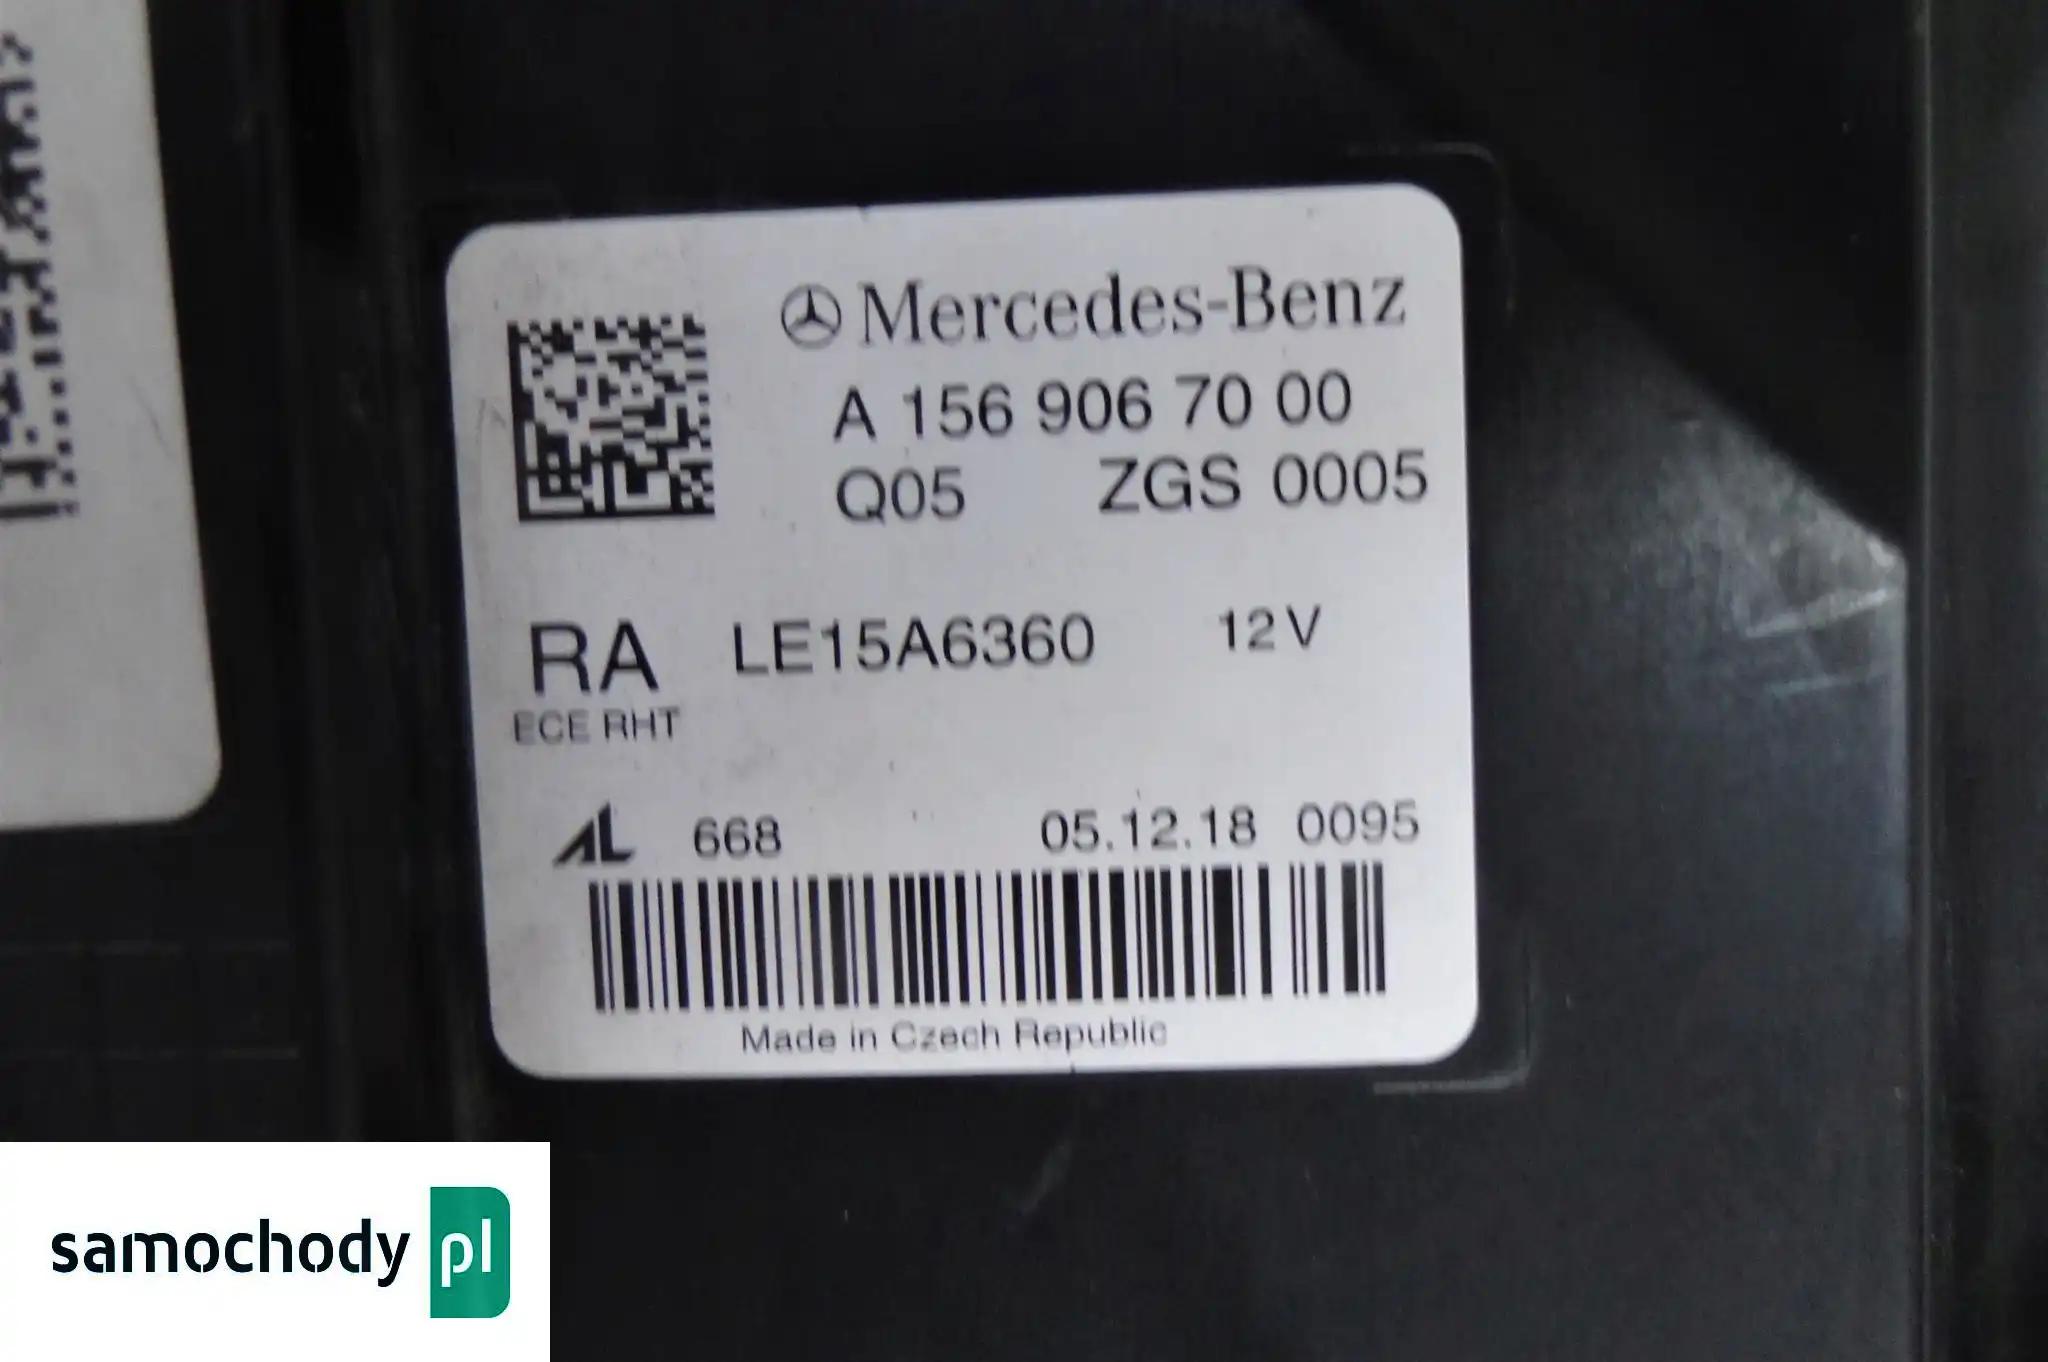 Mercedes-Benz
A 156 906 70 00
Q05 ZGS 0005
RA LE15A6360 12V
ECE RHT
AL 668 05.12.18 0095
Made in Czech Republic
samochody pl